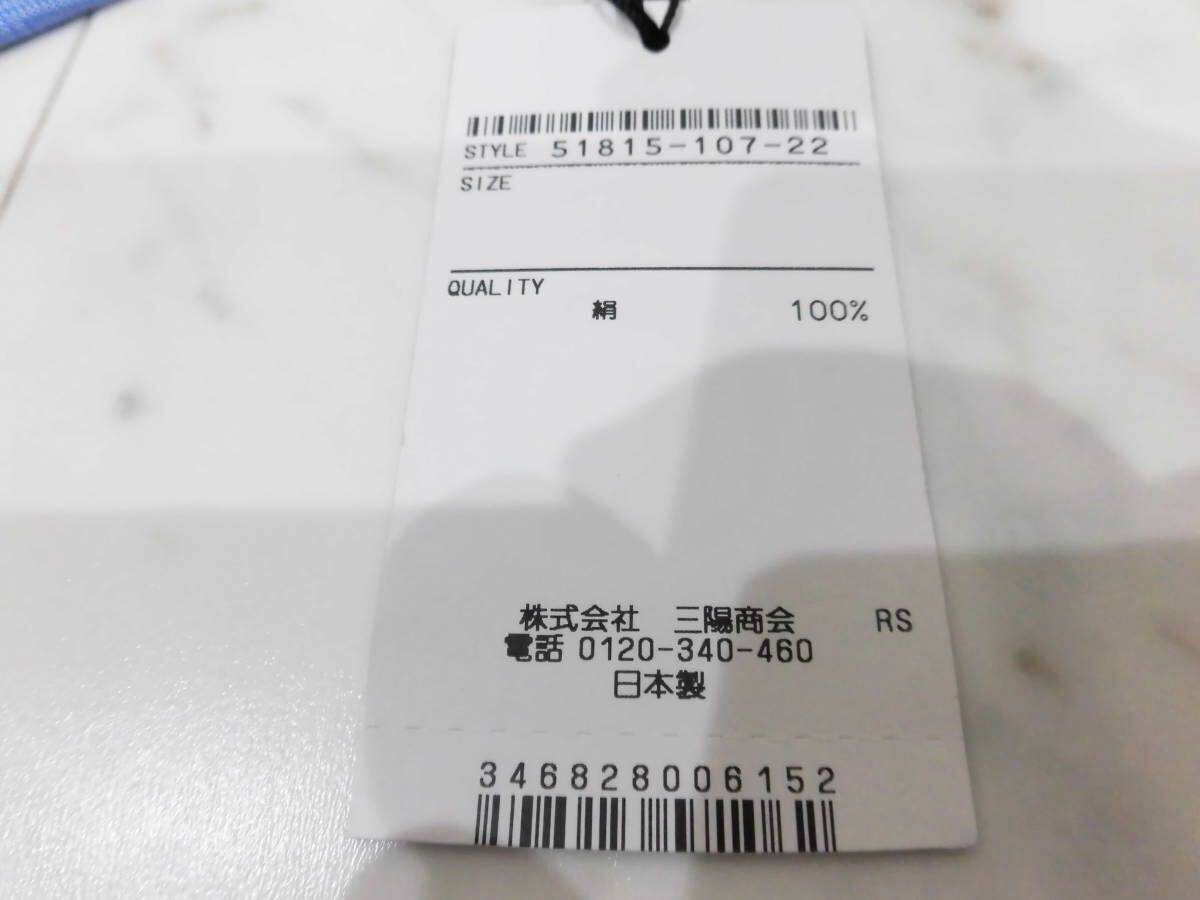 STYLE 51815-107-22
SIZE
QUALITY
絹 100%
株式会社 三陽商会 RS
電話 0120-340-460
日本製
346828006152